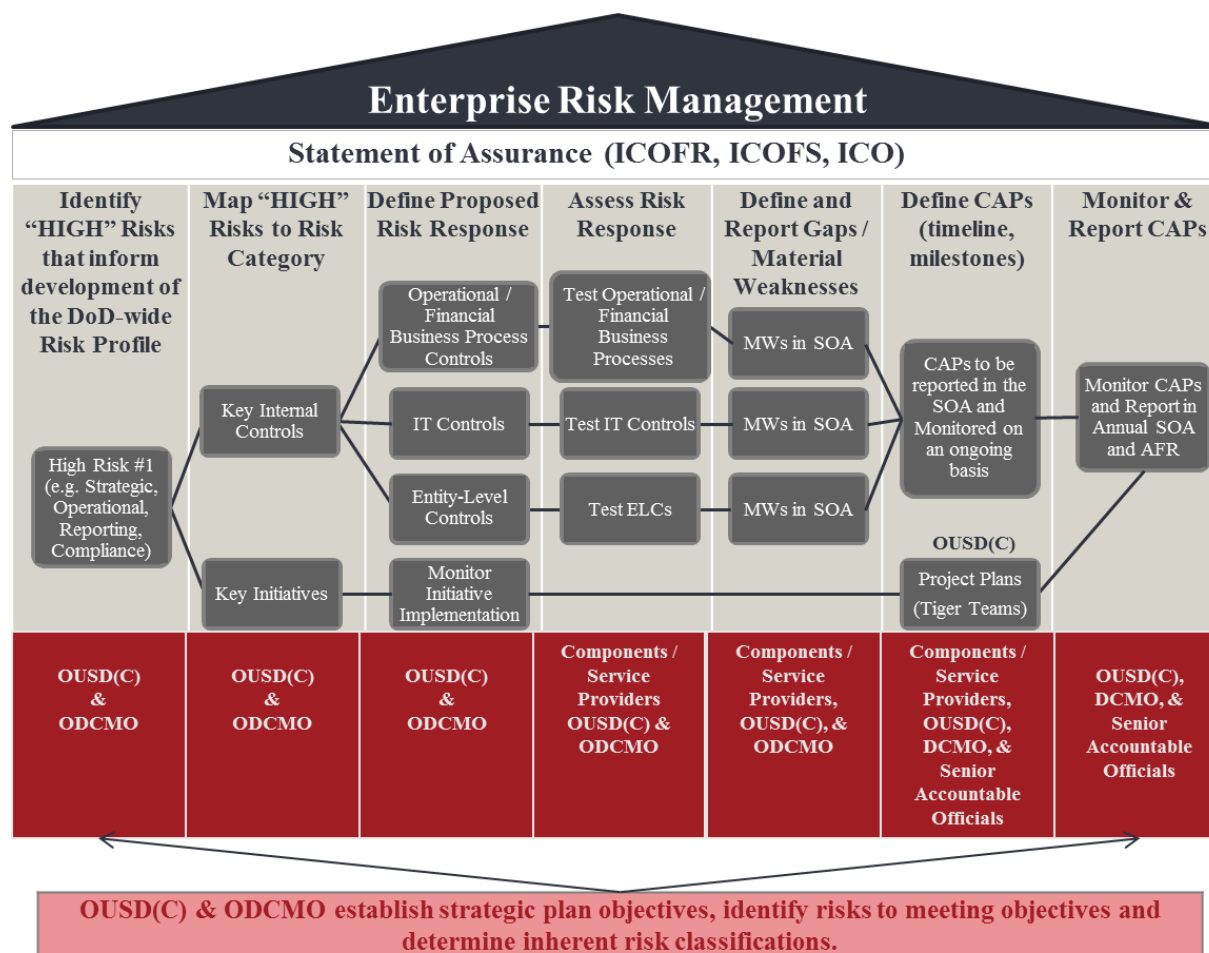 Enterprise Risk Management
Statement of Assurance (ICOFR, ICOFS, ICO)
Identify
“HIGH” Risks
that inform
development of
the DoD-wide
Risk Profile
Map “HIGH”
Risks to Risk
Category
Define Proposed
Risk Response
Assess Risk
Response
Define and
Report Gaps /
Material
Weaknesses
Define CAPs
(timeline,
milestones)
Monitor &
Report CAPs
High Risk #1
(e.g. Strategic,
Operational,
Reporting,
Compliance)
Key Internal
Controls
Key Initiatives
Operational /
Financial
Business Process
Controls
IT Controls
Entity-Level
Controls
Monitor
Initiative
Implementation
Test Operational /
Financial
Business
Processes
Test IT Controls
Test ELCs
MWs in SOA
MWs in SOA
MWs in SOA
CAPs to be
reported in the
SOA and
Monitored on
an ongoing
basis
OUSD(C)
Project Plans
(Tiger Teams)
Monitor CAPs
and Report in
Annual SOA
and AFR
OUSD(C)
&
ODCMO
OUSD(C)
&
ODCMO
OUSD(C)
&
ODCMO
Components /
Service
Providers
OUSD(C) &
ODCMO
Components /
Service
Providers,
OUSD(C), &
ODCMO
Components /
Service
Providers,
OUSD(C),
DCMO, &
Senior
Accountable
Officials
OUSD(C),
DCMO, &
Senior
Accountable
Officials
OUSD(C) & ODCMO establish strategic plan objectives, identify risks to meeting objectives and
determine inherent risk classifications.